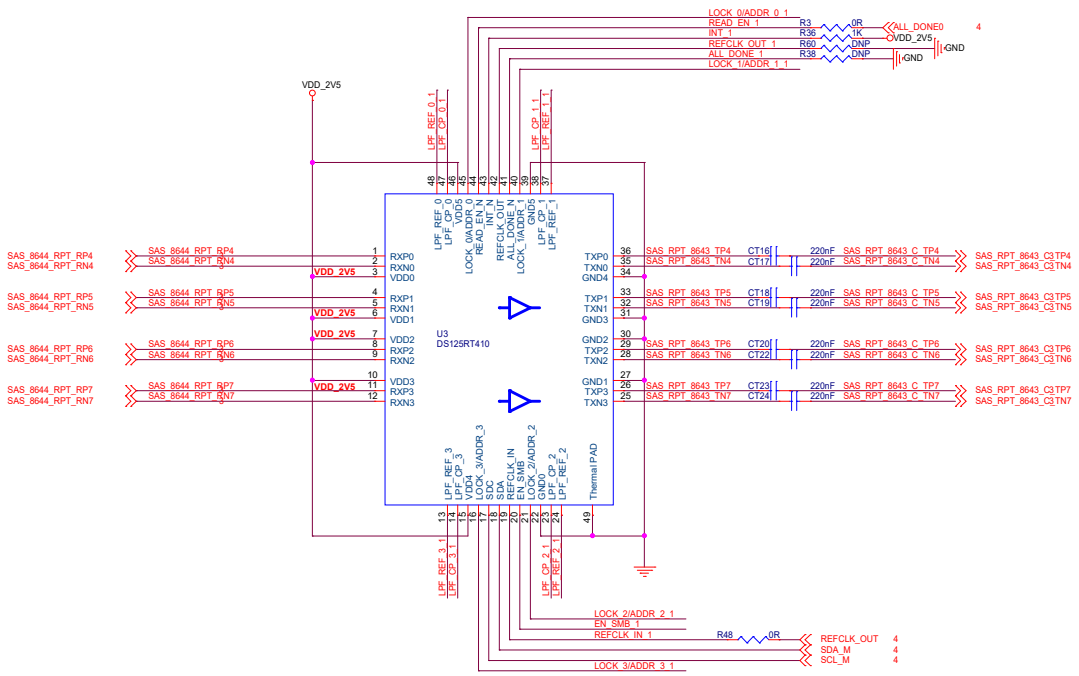 LOCK_0/ADDR_0_1
READ_EN_1 R3 0R ALL_DONE0 4
INT_1 R36 1K VDD_2V5
REFCLK_OUT_1 R60 DNP GND
ALL_DONE_1 R38 DNP GND
LOCK_1/ADDR_1_1
VDD_2V5
LPF_REF_0_1
LPF_CP_0_1
LPF_CP_1_1
LPF_REF_1_1
48 47 46 45 44 43 42 41 40 39 38 37
LPF_REF_0
LPF_CP_0
VDD5
LOCK_0/ADDR_0
READ_EN_N
INT_N
REFCLK_OUT
ALL_DONE_N
LOCK_1/ADDR_1
GND5
LPF_CP_1
LPF_REF_1
SAS_8644_RPT_RP4 SAS_8644_RPT_RP4 1 RXP0 TXP0 36 SAS_RPT_8643_TP4 CT16 220nF SAS_RPT_8643_C_TP4 SAS_RPT_8643_C3TP4
SAS_8644_RPT_RN4 SAS_8644_RPT_RN4 3 2 RXN0 TXN0 35 SAS_RPT_8643_TN4 CT17 220nF SAS_RPT_8643_C_TN4 SAS_RPT_8643_C3TN4
VDD_2V5 3 VDD0 GND4 34
SAS_8644_RPT_RP5 SAS_8644_RPT_RP5 4 RXP1 TXP1 33 SAS_RPT_8643_TP5 CT18 220nF SAS_RPT_8643_C_TP5 SAS_RPT_8643_C3TP5
SAS_8644_RPT_RN5 SAS_8644_RPT_RN5 3 5 RXN1 TXN1 32 SAS_RPT_8643_TN5 CT19 220nF SAS_RPT_8643_C_TN5 SAS_RPT_8643_C3TN5
VDD_2V5 6 VDD1 GND3 31
VDD_2V5 7 VDD2 GND2 30
U3
DS125RT410
SAS_8644_RPT_RP6 SAS_8644_RPT_RP6 8 RXP2 TXP2 29 SAS_RPT_8643_TP6 CT20 220nF SAS_RPT_8643_C_TP6 SAS_RPT_8643_C3TP6
SAS_8644_RPT_RN6 SAS_8644_RPT_RN6 3 9 RXN2 TXN2 28 SAS_RPT_8643_TN6 CT22 220nF SAS_RPT_8643_C_TN6 SAS_RPT_8643_C3TN6
10 VDD3 GND1 27
SAS_8644_RPT_RP7 SAS_8644_RPT_RP7 VDD_2V5 11 RXP3 TXP3 26 SAS_RPT_8643_TP7 CT23 220nF SAS_RPT_8643_C_TP7 SAS_RPT_8643_C3TP7
SAS_8644_RPT_RN7 SAS_8644_RPT_RN7 3 12 RXN3 TXN3 25 SAS_RPT_8643_TN7 CT24 220nF SAS_RPT_8643_C_TN7 SAS_RPT_8643_C3TN7
LPF_REF_3
LPF_CP_3
VDD4
LOCK_3/ADDR_3
SDC
SDA
REFCLK_IN
EN_SMB
LOCK_2/ADDR_2
GND0
LPF_CP_2
LPF_REF_2
Thermal PAD
13 14 15 16 17 18 19 20 21 22 23 24 49
LPF_REF_3_1
LPF_CP_3_1
LPF_CP_2_1
LPF_REF_2_1
LOCK_2/ADDR_2_1
EN_SMB_1
REFCLK_IN_1 R48 0R REFCLK_OUT 4
SDA_M 4
SCL_M 4
LOCK_3/ADDR_3_1